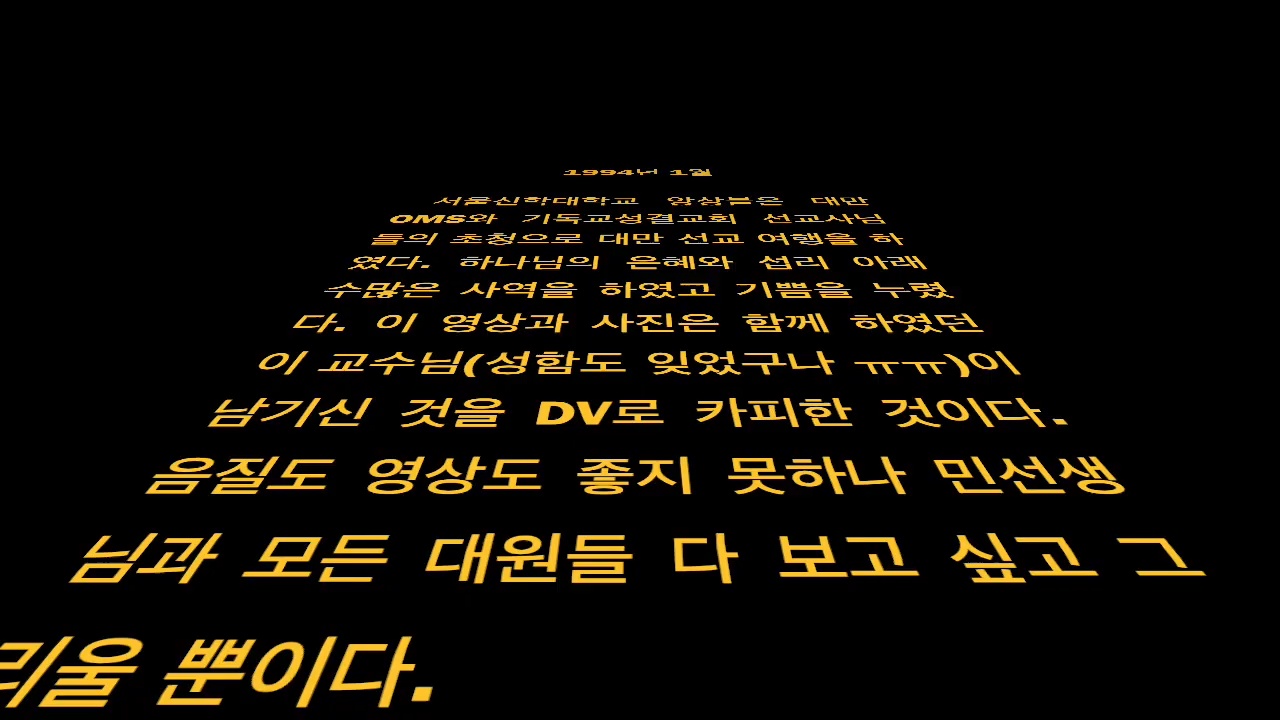 1994년 1월
서울신학대학교 앙상블은 대만
OMS와 기독교성결교회 선교사님
들의 초청으로 대만 선교 여행을 하
였다. 하나님의 은혜와 섭리 아래
수많은 사역을 하였고 기쁨을 누렸
다. 이 영상과 사진은 함께 하였던
이 교수님(성함도 잊었구나 ㅠㅠ)이
남기신 것을 DV로 카피한 것이다.
음질도 영상도 좋지 못하나 민선생
님과 모든 대원들 다 보고 싶고 그
리울 뿐이다.